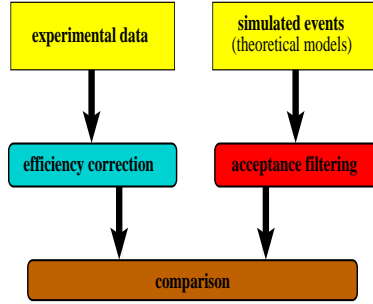 experimental data
simulated events
(theoretical models)
efficiency correction
acceptance filtering
comparison